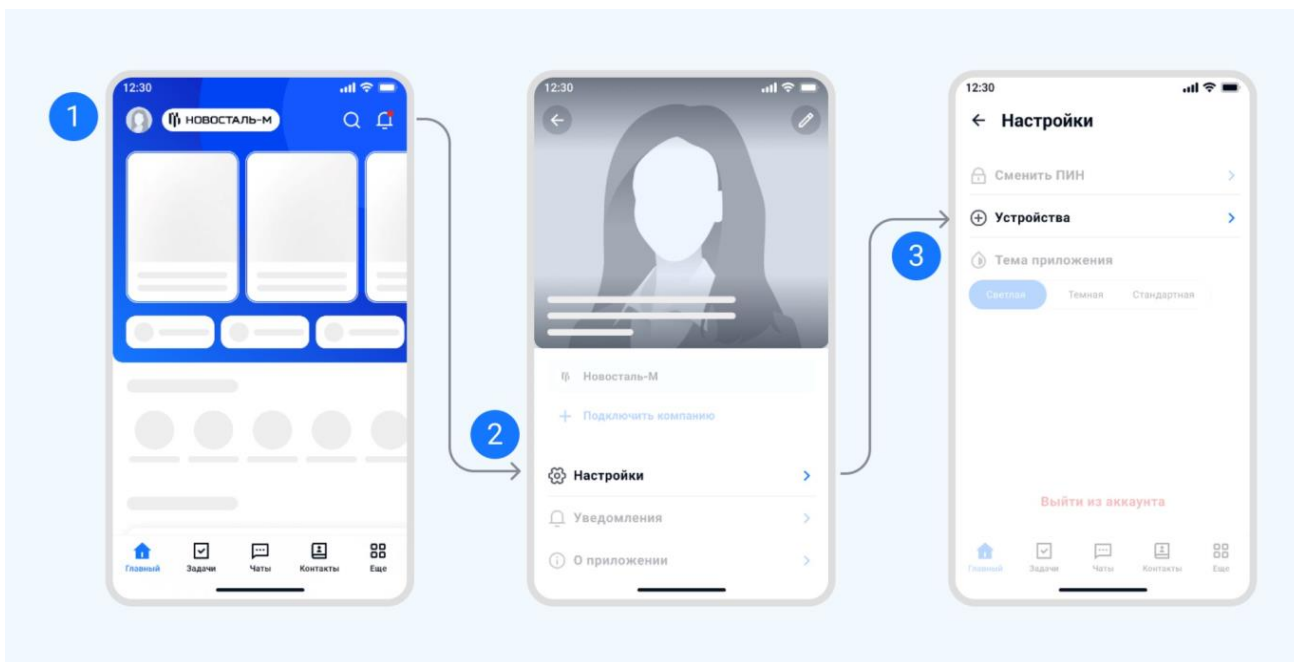 1
12:30
НОВОСТАЛЬ-М
Главный Задачи Чаты Контакты Еще
2
12:30
Новосталь-М
+ Подключить компанию
Настройки
Уведомления
О приложении
3
12:30
Настройки
Сменить ПИН
Устройства
Тема приложения
Светлая Темная Стандартная
Выйти из аккаунта
Главный Задачи Чаты Контакты Еще